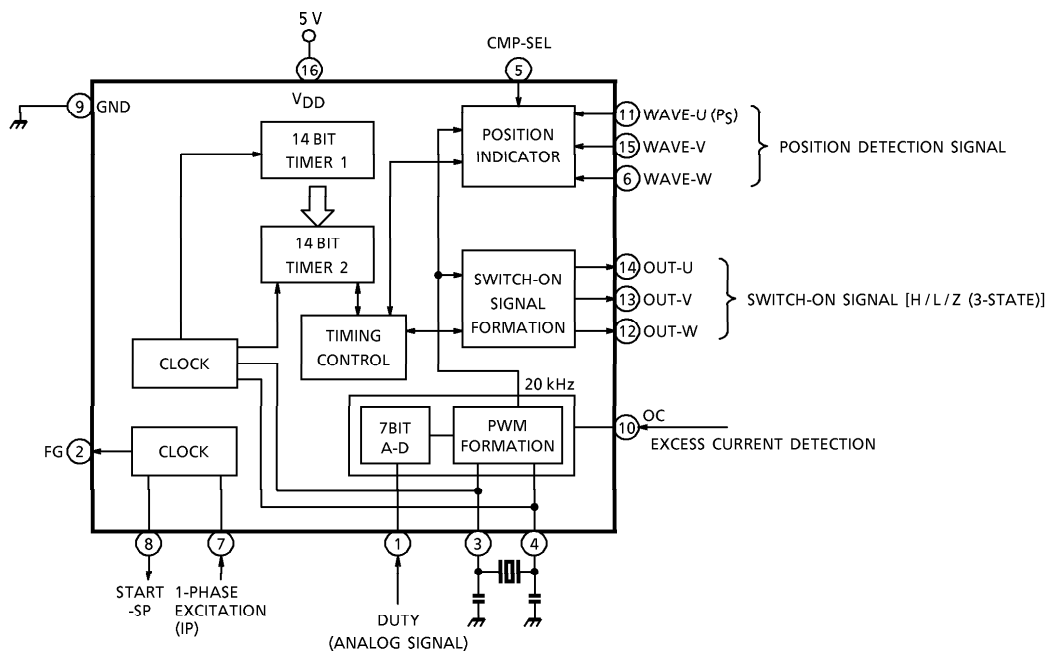 5 V
CMP-SEL
16
5
VDD
9 GND
11 WAVE-U (PS)
14 BIT
TIMER 1
POSITION
INDICATOR
15 WAVE-V
POSITION DETECTION SIGNAL
6 WAVE-W
14 BIT
TIMER 2
SWITCH-ON
SIGNAL
FORMATION
14 OUT-U
13 OUT-V
SWITCH-ON SIGNAL [H / L / Z (3-STATE)]
12 OUT-W
TIMING
CONTROL
CLOCK
20 kHz
7BIT
A-D
PWM
FORMATION
10 OC
EXCESS CURRENT DETECTION
FG 2
CLOCK
8
7
1
3
4
START
-SP
1-PHASE
EXCITATION
(IP)
DUTY
(ANALOG SIGNAL)